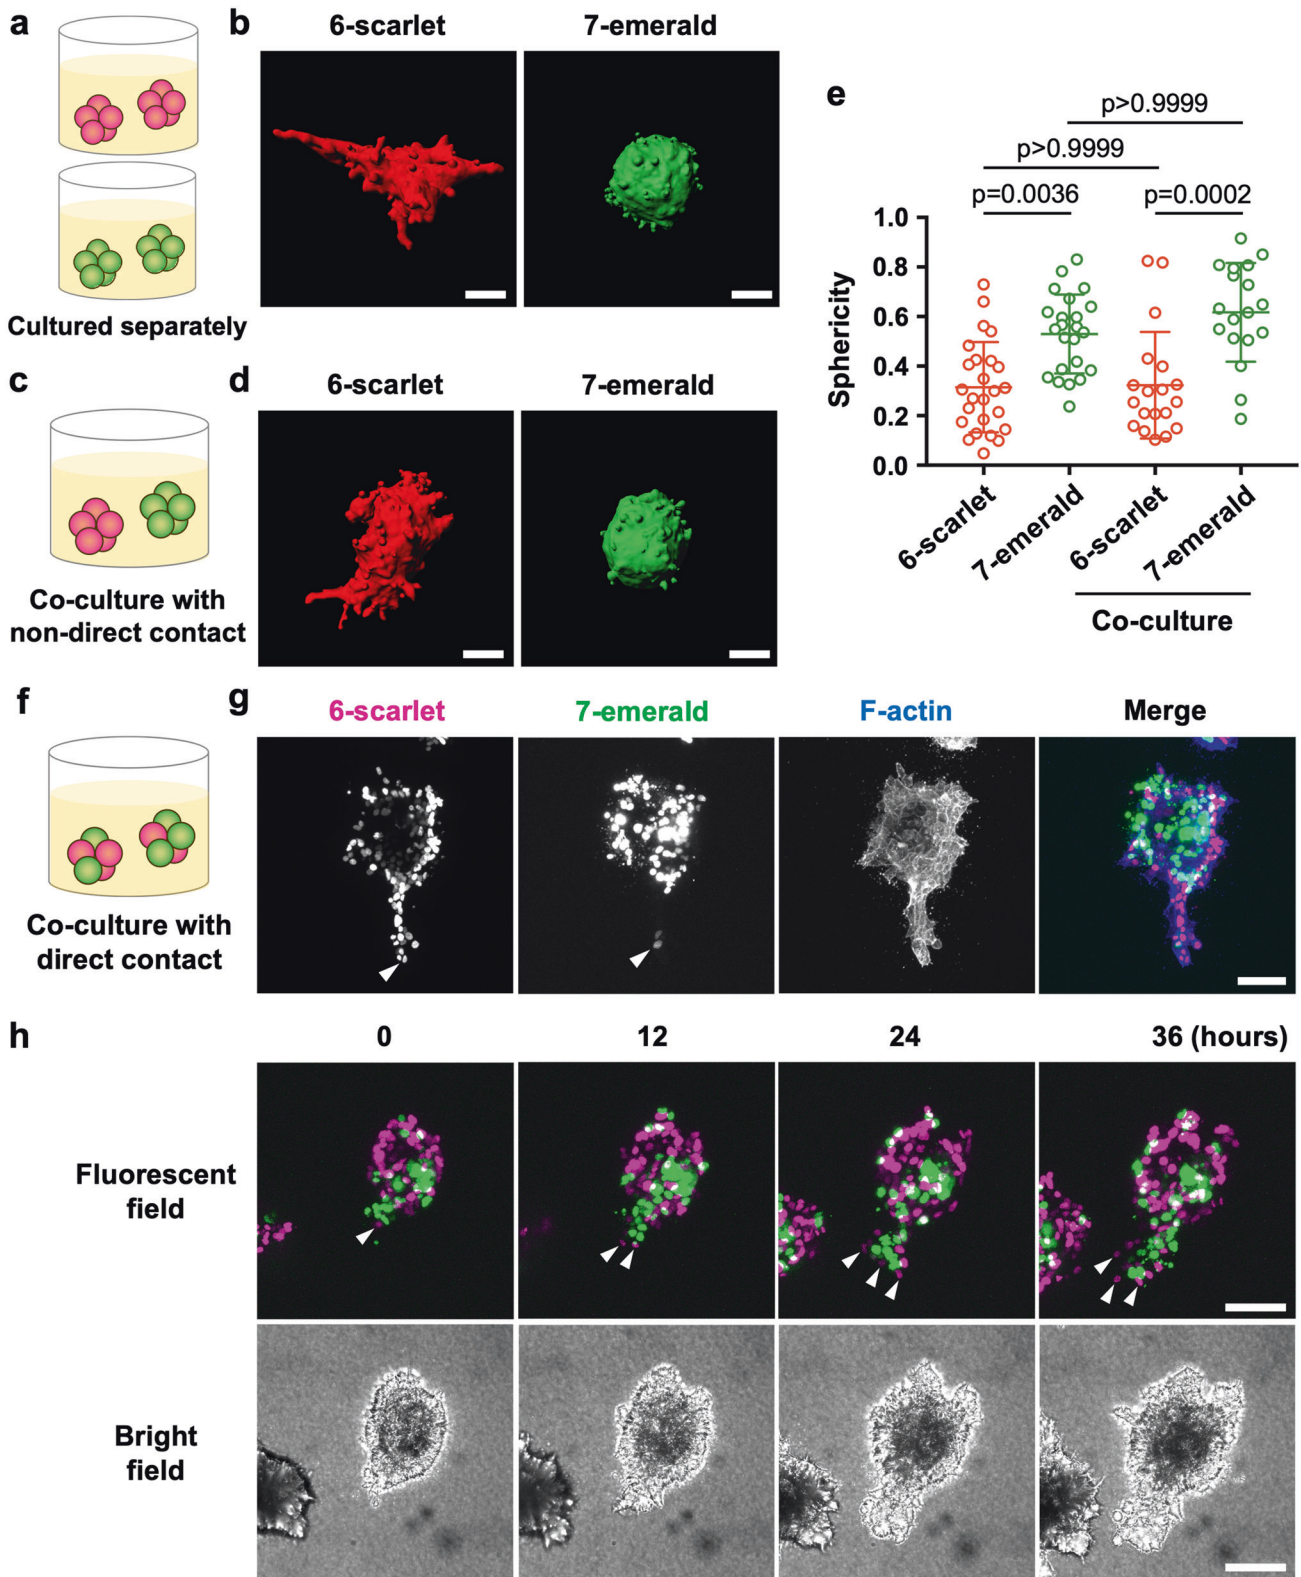 a
b
6-scarlet
7-emerald
Cultured separately
c
d
6-scarlet
7-emerald
Co-culture with
non-direct contact
e
p>0.9999
p>0.9999
p=0.0036
p=0.0002
Sphericity
1.0
0.8
0.6
0.4
0.2
0.0
6-scarlet
7-emerald
6-scarlet
7-emerald
Co-culture
f
g
6-scarlet
7-emerald
F-actin
Merge
Co-culture with
direct contact
h
0
12
24
36 (hours)
Fluorescent
field
Bright
field